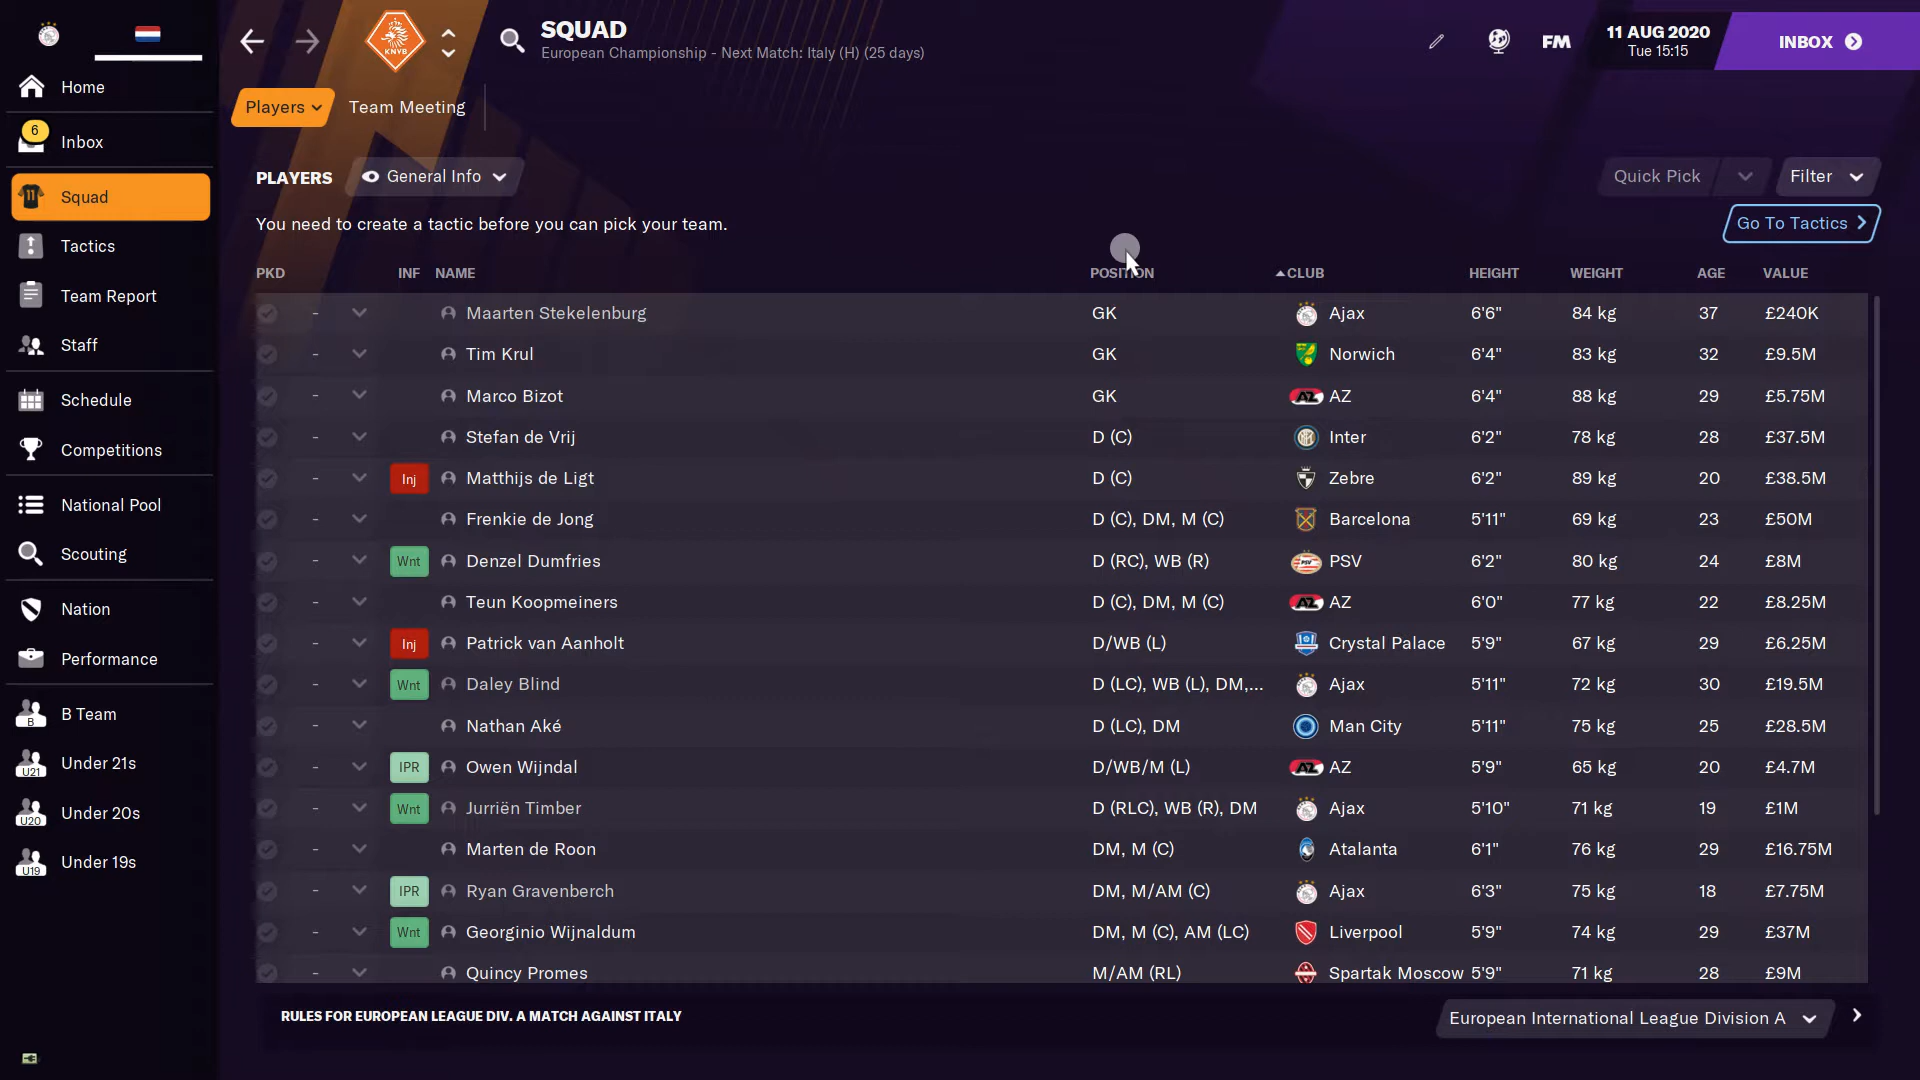 SQUAD
European Championship - Next Match: Italy (H) (25 days)
FM
11 AUG 2020
Tue 15:15
INBOX
KNVB
Home
6
Inbox
11
Squad
Tactics
Team Report
Staff
Schedule
Competitions
National Pool
Scouting
Nation
Performance
B
B Team
U21
Under 21s
U20
Under 20s
U19
Under 19s
Players
Team Meeting
PLAYERS
General Info
Quick Pick
Filter
You need to create a tactic before you can pick your team.
Go To Tactics
PKD INF NAME POSITION CLUB HEIGHT WEIGHT AGE VALUE
- Maarten Stekelenburg GK Ajax 6'6" 84 kg 37 £240K
- Tim Krul GK Norwich 6'4" 83 kg 32 £9.5M
- Marco Bizot GK AZ AZ 6'4" 88 kg 29 £5.75M
- Stefan de Vrij D (C) Inter 6'2" 78 kg 28 £37.5M
- Inj Matthijs de Ligt D (C) Zebre 6'2" 89 kg 20 £38.5M
- Frenkie de Jong D (C), DM, M (C) Barcelona 5'11" 69 kg 23 £50M
- Wnt Denzel Dumfries D (RC), WB (R) PSV PSV 6'2" 80 kg 24 £8M
- Teun Koopmeiners D (C), DM, M (C) AZ AZ 6'0" 77 kg 22 £8.25M
- Inj Patrick van Aanholt D/WB (L) Crystal Palace 5'9" 67 kg 29 £6.25M
- Wnt Daley Blind D (LC), WB (L), DM,... Ajax 5'11" 72 kg 30 £19.5M
- Nathan Aké D (LC), DM Man City 5'11" 75 kg 25 £28.5M
- IPR Owen Wijndal D/WB/M (L) AZ AZ 5'9" 65 kg 20 £4.7M
- Wnt Jurriën Timber D (RLC), WB (R), DM Ajax 5'10" 71 kg 19 £1M
- Marten de Roon DM, M (C) Atalanta 6'1" 76 kg 29 £16.75M
- IPR Ryan Gravenberch DM, M/AM (C) Ajax 6'3" 75 kg 18 £7.75M
- Wnt Georginio Wijnaldum DM, M (C), AM (LC) Liverpool 5'9" 74 kg 29 £37M
- Quincy Promes M/AM (RL) Spartak Moscow 5'9" 71 kg 28 £9M
RULES FOR EUROPEAN LEAGUE DIV. A MATCH AGAINST ITALY
European International League Division A